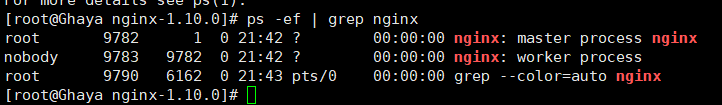 For more details see ps(1).
[root@Ghaya nginx-1.10.0]# ps -ef | grep nginx
root      9782     1  0 21:42 ?        00:00:00 nginx: master process nginx
nobody    9783  9782  0 21:42 ?        00:00:00 nginx: worker process
root      9790  6162  0 21:43 pts/0    00:00:00 grep --color=auto nginx
[root@Ghaya nginx-1.10.0]#